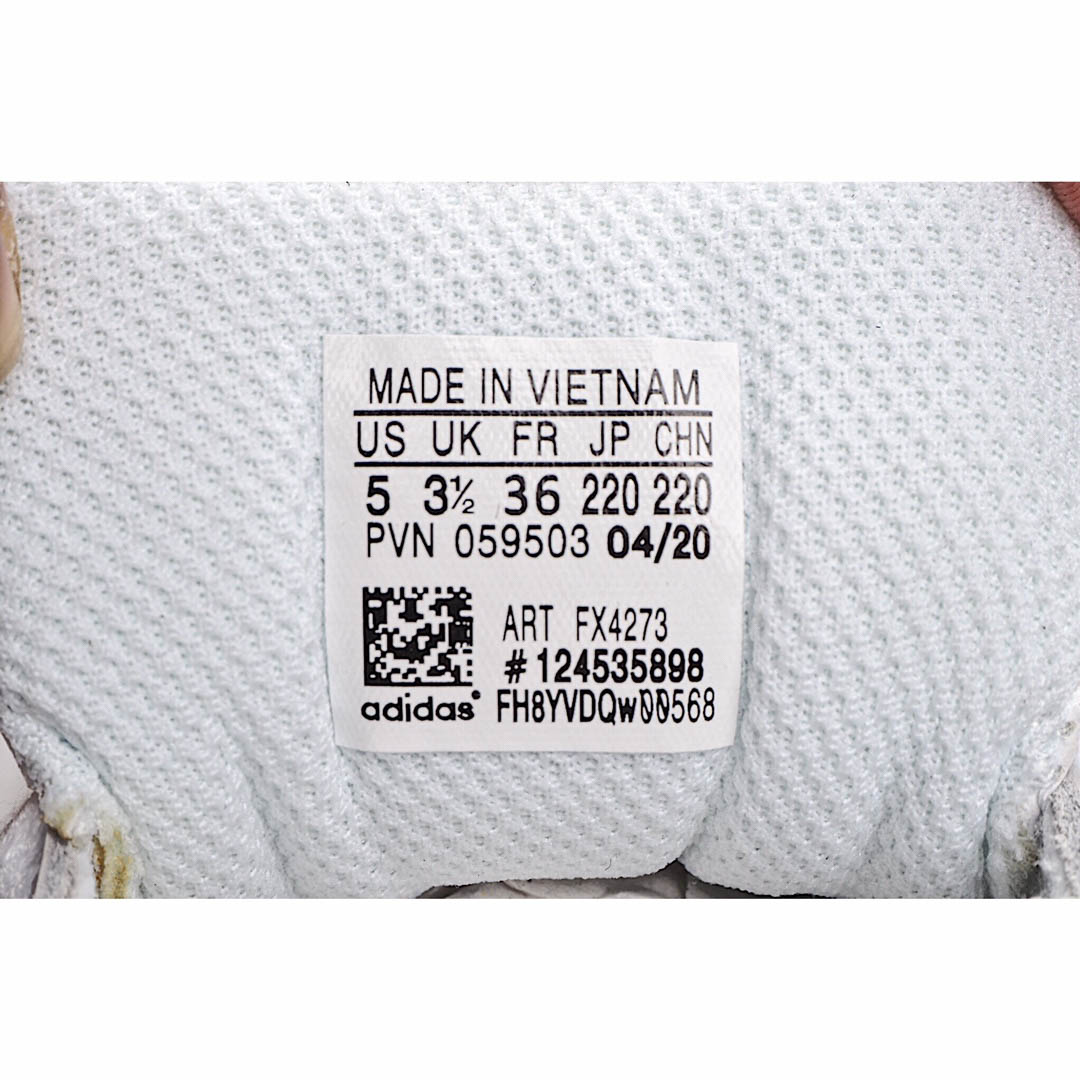 MADE IN VIETNAM
US UK FR JP CHN
5 3½ 36 220 220
PVN 059503 04/20
ART FX4273
#124535898
adidas® FH8YVDQw00568